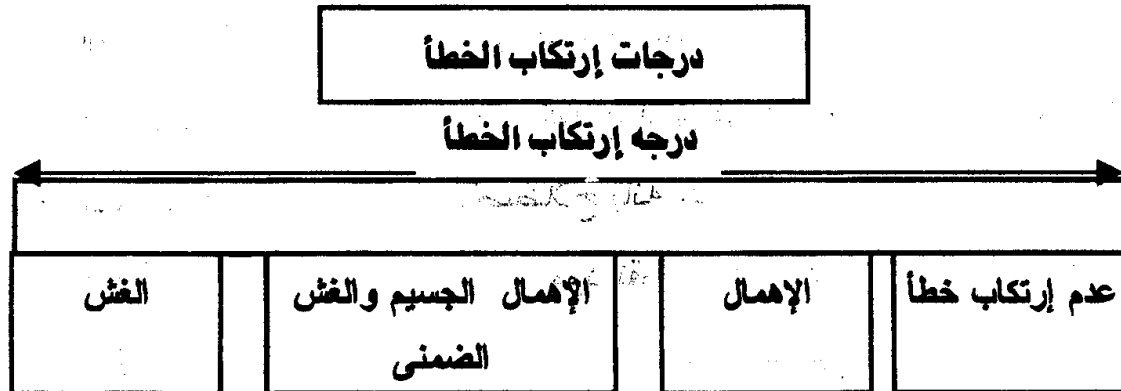 درجات إرتكاب الخطأ
درجه إرتكاب الخطأ
عدم إرتكاب خطأ
الإهمال
الإهمال الجسيم والغش
الضمنى
الغش